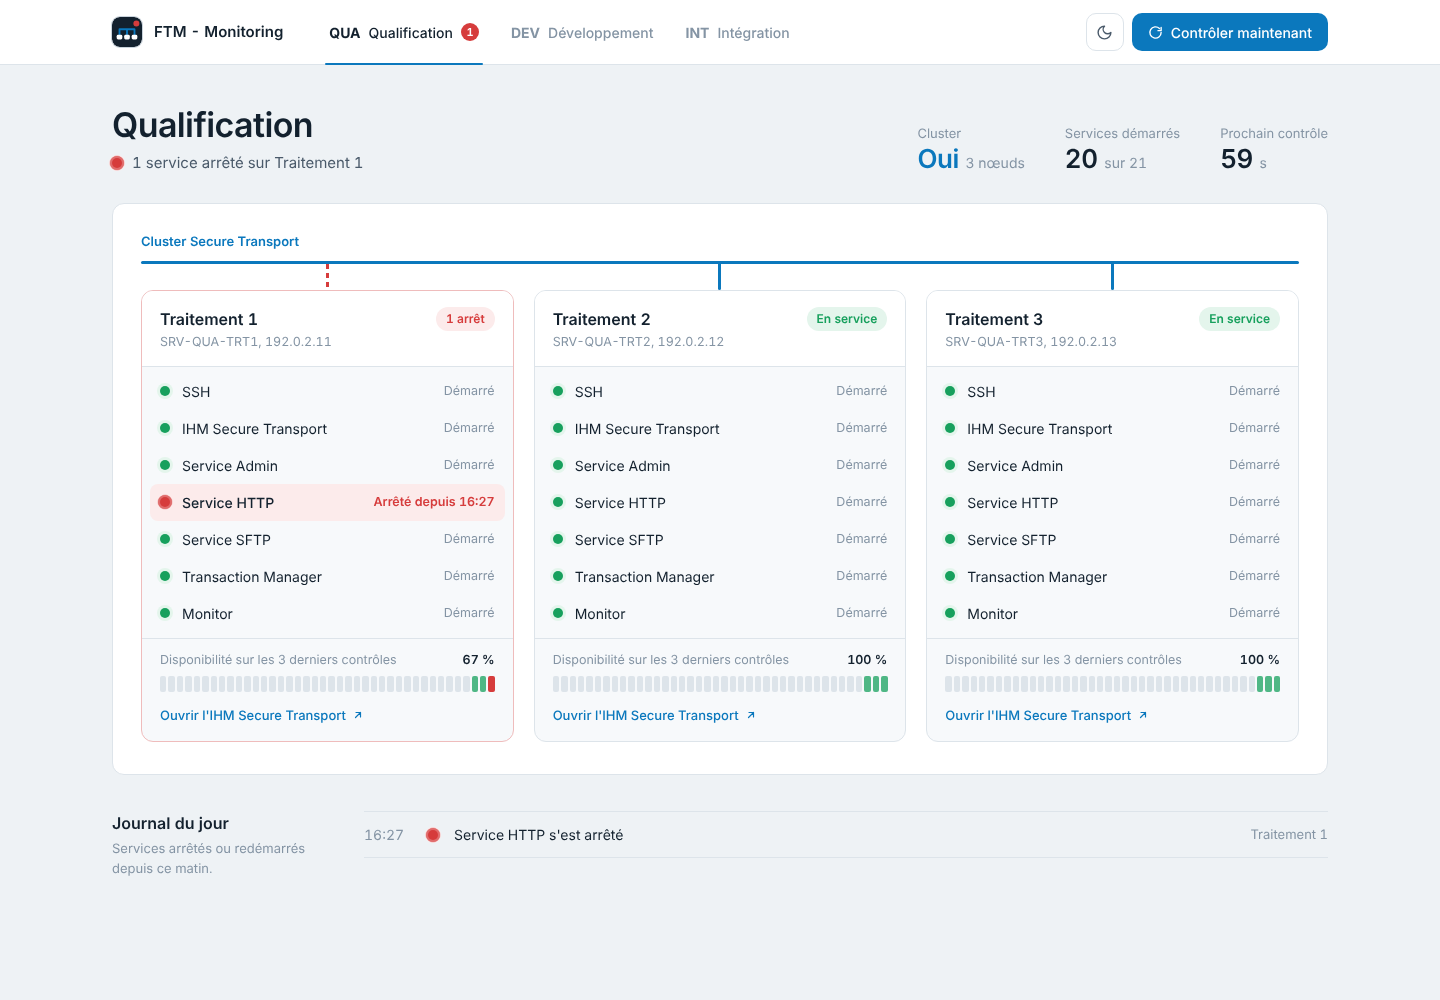 FTM - Monitoring
QUA Qualification 1
DEV Développement
INT Intégration
Contrôler maintenant
Qualification
1 service arrêté sur Traitement 1
Cluster
Oui 3 nœuds
Services démarrés
20 sur 21
Prochain contrôle
59 s
Cluster Secure Transport
Traitement 1
1 arrêt
SRV-QUA-TRT1, 192.0.2.11
SSH Démarré
IHM Secure Transport Démarré
Service Admin Démarré
Service HTTP Arrêté depuis 16:27
Service SFTP Démarré
Transaction Manager Démarré
Monitor Démarré
Disponibilité sur les 3 derniers contrôles 67 %
Ouvrir l'IHM Secure Transport
Traitement 2
En service
SRV-QUA-TRT2, 192.0.2.12
SSH Démarré
IHM Secure Transport Démarré
Service Admin Démarré
Service HTTP Démarré
Service SFTP Démarré
Transaction Manager Démarré
Monitor Démarré
Disponibilité sur les 3 derniers contrôles 100 %
Ouvrir l'IHM Secure Transport
Traitement 3
En service
SRV-QUA-TRT3, 192.0.2.13
SSH Démarré
IHM Secure Transport Démarré
Service Admin Démarré
Service HTTP Démarré
Service SFTP Démarré
Transaction Manager Démarré
Monitor Démarré
Disponibilité sur les 3 derniers contrôles 100 %
Ouvrir l'IHM Secure Transport
Journal du jour
Services arrêtés ou redémarrés
depuis ce matin.
16:27 Service HTTP s'est arrêté Traitement 1